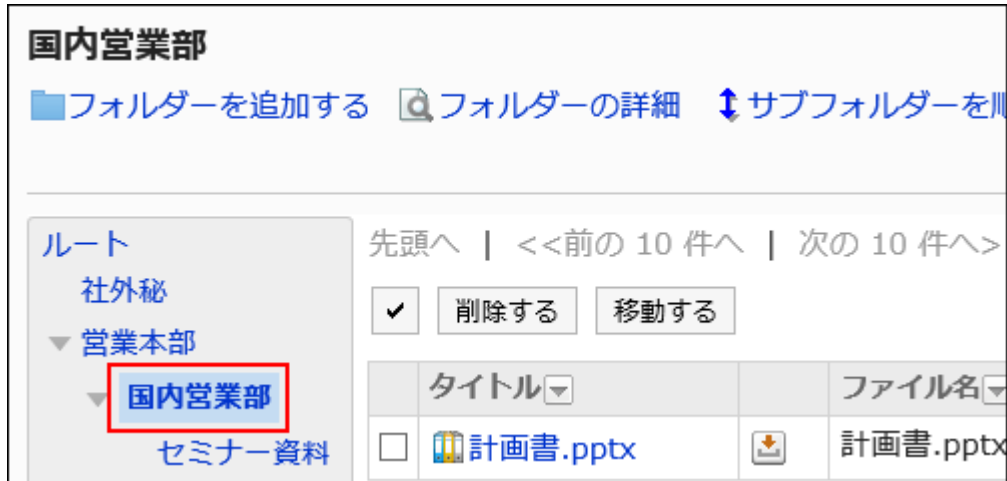 国内営業部
フォルダーを追加する フォルダーの詳細 サブフォルダーを
ルート
社外秘
営業本部
国内営業部
セミナー資料
先頭へ | <<前の 10 件へ | 次の 10 件へ>
削除する 移動する
タイトル ファイル名
計画書.pptx 計画書.pptx